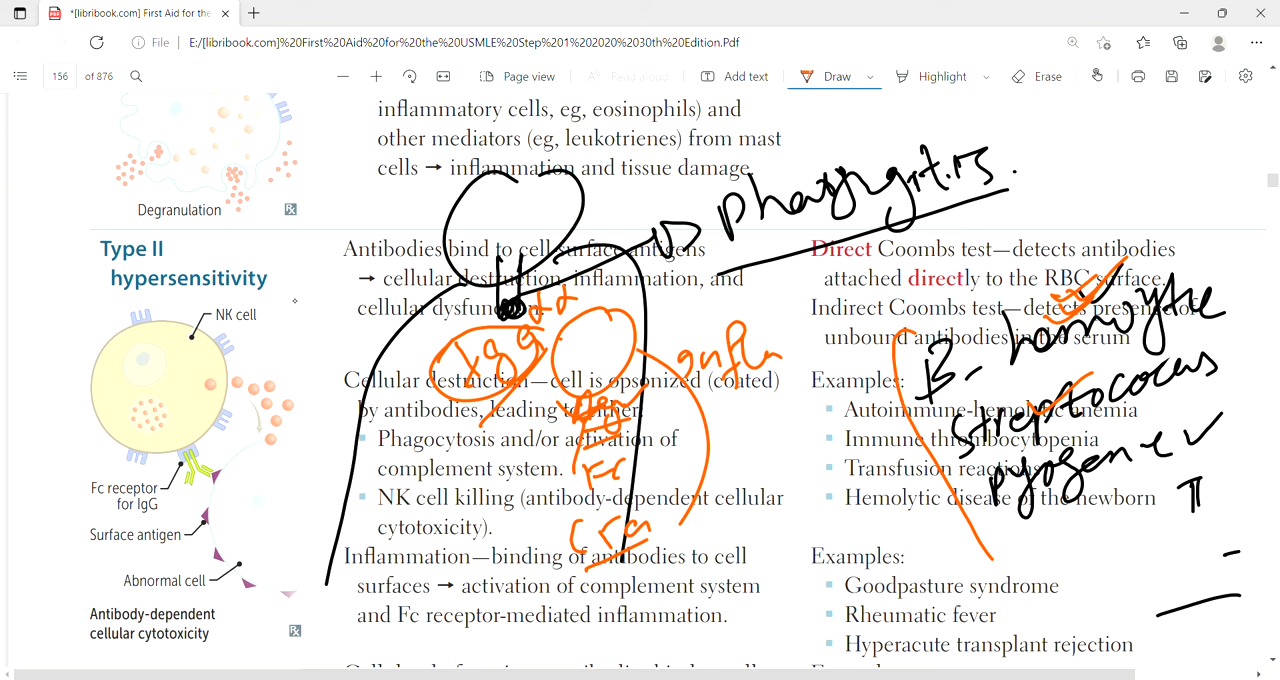 *[libribook.com] First Aid for the
File
E:/[libribook.com]%20First%20Aid%20for%20the%20USMLE%20Step%201%202020%2030th%20Edition.Pdf
156 of 876
Page view
Read aloud
Add text
Draw
Highlight
Erase
Degranulation
inflammatory cells, eg, eosinophils) and
other mediators (eg, leukotrienes) from mast
cells → inflammation and tissue damage.
Type II
hypersensitivity
NK cell
Fc receptor
for IgG
Surface antigen
Abnormal cell
Antibody-dependent
cellular cytotoxicity
Antibodies bind to cell surface antigens
→ cellular destruction, inflammation, and
cellular dysfunction.
Cellular destruction—cell is opsonized (coated)
by antibodies, leading to either:
Phagocytosis and/or activation of
complement system.
NK cell killing (antibody-dependent cellular
cytotoxicity).
Inflammation—binding of antibodies to cell
surfaces → activation of complement system
and Fc receptor-mediated inflammation.
Direct Coombs test—detects antibodies
attached directly to the RBC surface.
Indirect Coombs test—detects presence of
unbound antibodies in the serum
Examples:
Autoimmune-hemolytic anemia
Immune thrombocytopenia
Transfusion reactions
Hemolytic disease of the newborn
Examples:
Goodpasture syndrome
Rheumatic fever
Hyperacute transplant rejection
β-
streptococcus
Fc